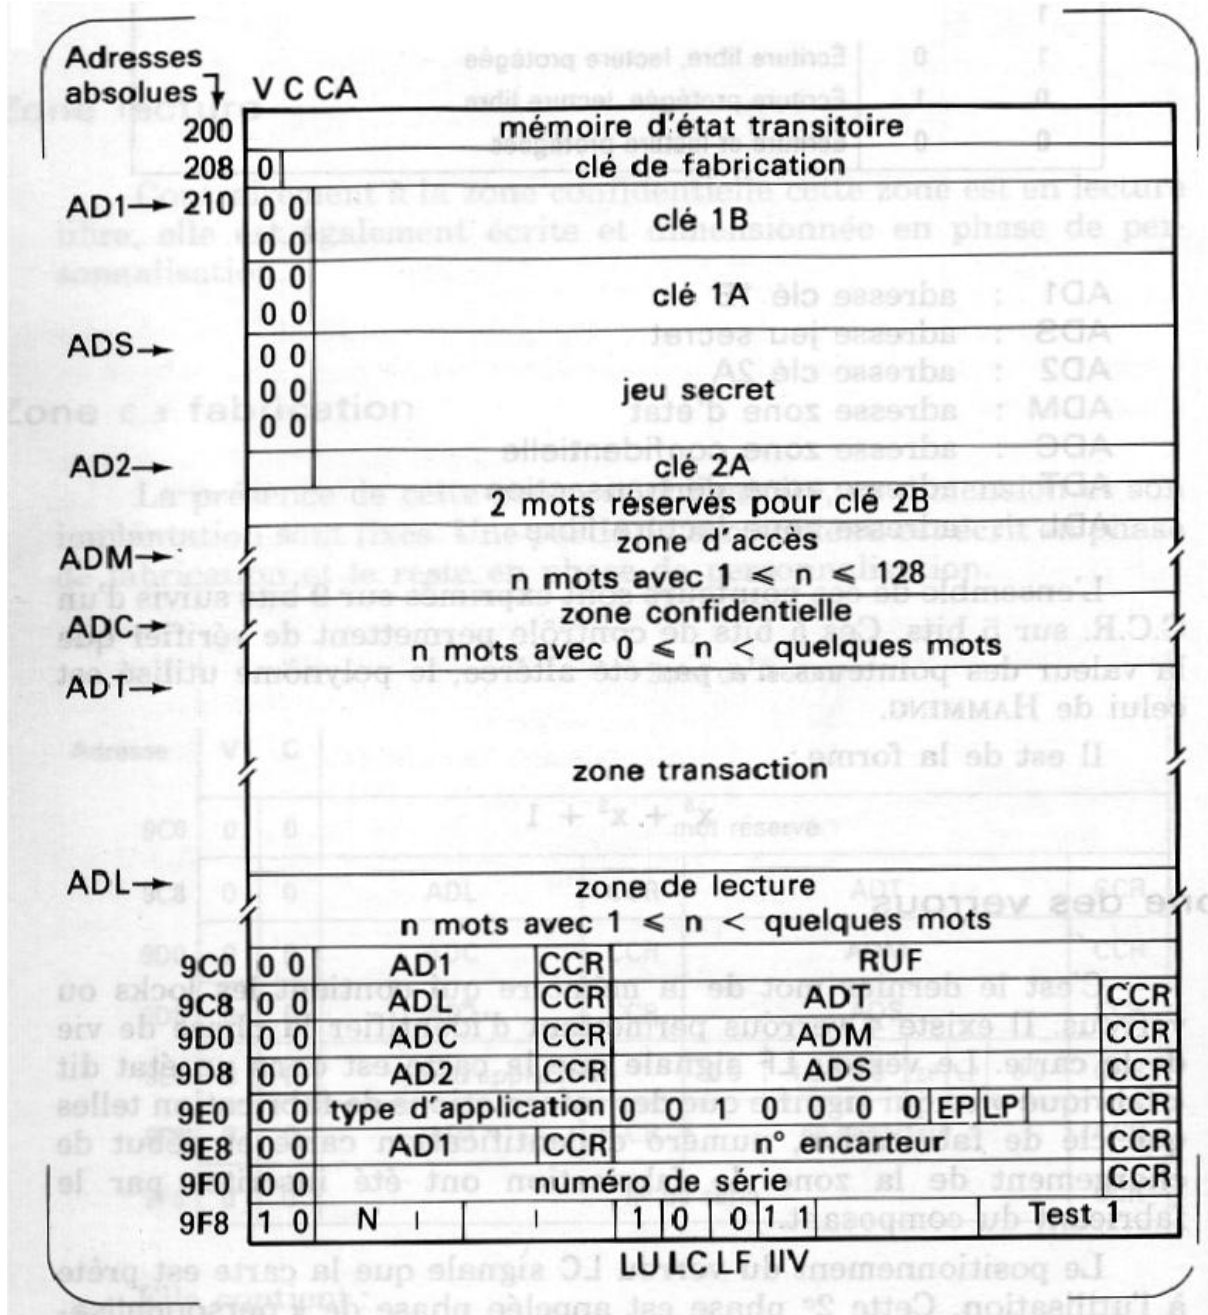 Adresses
absolues V C CA
200 mémoire d'état transitoire
208 0 clé de fabrication
AD1 210 0 0 clé 1B
0 0
0 0 clé 1A
0 0
ADS 0 0
0 0 jeu secret
0 0
AD2 clé 2A
2 mots réservés pour clé 2B
zone d'accès
ADM
n mots avec 1 ⩽ n ⩽ 128
zone confidentielle
ADC
n mots avec 0 ⩽ n < quelques mots
ADT
zone transaction
ADL zone de lecture
n mots avec 1 ⩽ n < quelques mots
9C0 0 0 AD1 CCR RUF
9C8 0 0 ADL CCR ADT CCR
9D0 0 0 ADC CCR ADM CCR
9D8 0 0 AD2 CCR ADS CCR
9E0 0 0 type d'application 0 0 1 0 0 0 0 EP LP CCR
9E8 0 0 AD1 CCR n° encarteur CCR
9F0 0 0 numéro de série CCR
9F8 1 0 N I I 1 0 0 1 1 Test 1
LU LC LF IIV